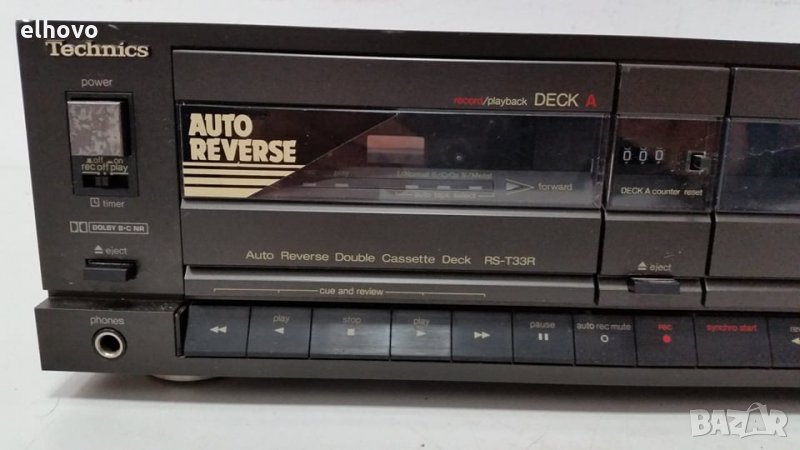 elhovo
Technics
power
off on
rec off play
timer
DOLBY B·C NR
eject
phones
record/playback DECK A
AUTO
REVERSE
forward
000
DECK A counter reset
Auto Reverse Double Cassette Deck RS-T33R
eject
cue and review
play
stop
play
pause
auto rec mute
rec
synchro start
BAZAR